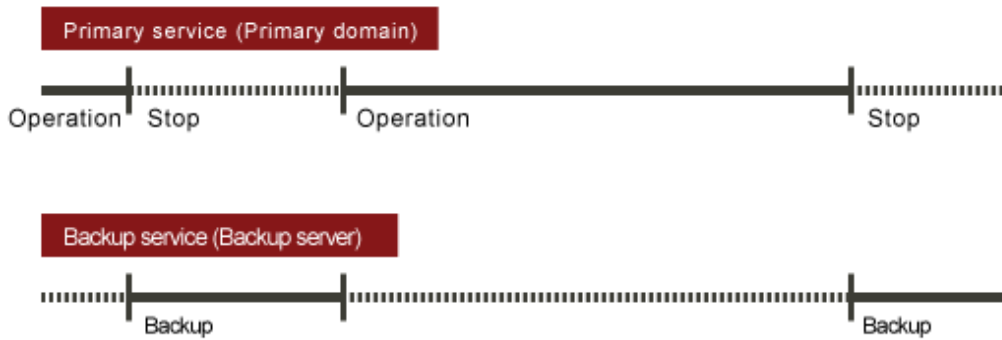 Primary service (Primary domain)
Operation Stop Operation Stop
Backup service (Backup server)
Backup Backup